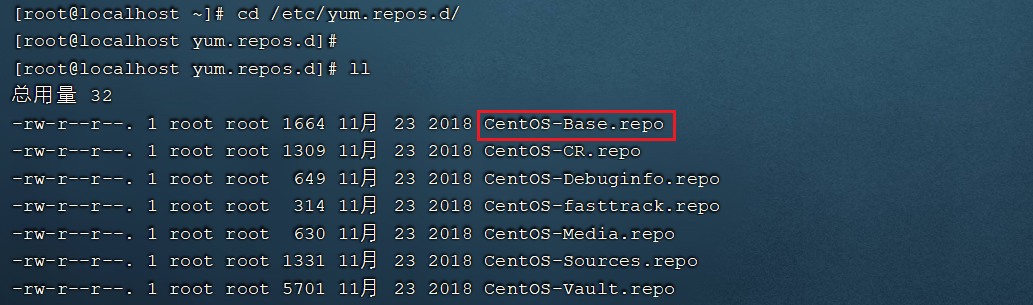 [root@localhost ~]# cd /etc/yum.repos.d/
[root@localhost yum.repos.d]#
[root@localhost yum.repos.d]# ll
总用量 32
-rw-r--r--. 1 root root 1664 11月 23 2018 CentOS-Base.repo
-rw-r--r--. 1 root root 1309 11月 23 2018 CentOS-CR.repo
-rw-r--r--. 1 root root  649 11月 23 2018 CentOS-Debuginfo.repo
-rw-r--r--. 1 root root  314 11月 23 2018 CentOS-fasttrack.repo
-rw-r--r--. 1 root root  630 11月 23 2018 CentOS-Media.repo
-rw-r--r--. 1 root root 1331 11月 23 2018 CentOS-Sources.repo
-rw-r--r--. 1 root root 5701 11月 23 2018 CentOS-Vault.repo